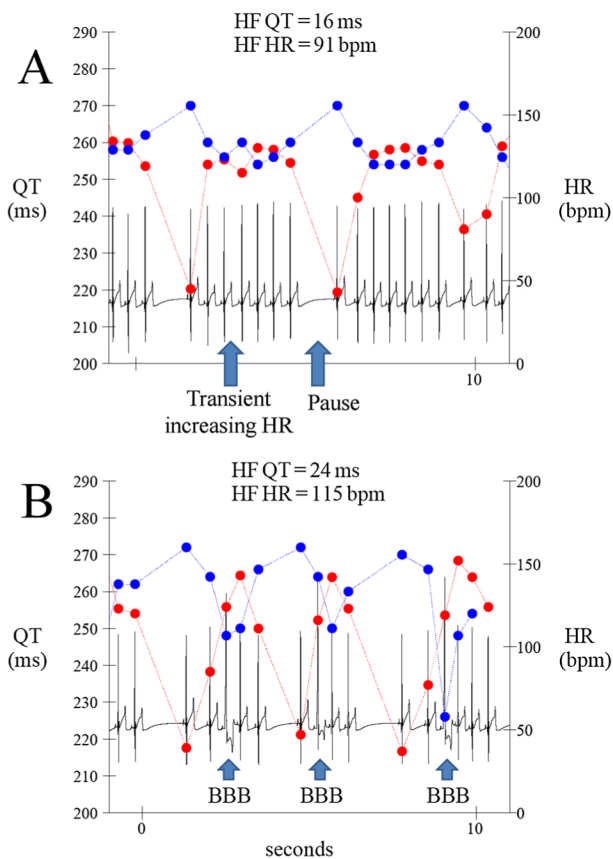 A
HF QT = 16 ms
HF HR = 91 bpm
290
280
270
260
250
240
230
220
210
200
QT
(ms)
200
150
100
50
0
HR
(bpm)
10
Transient
increasing HR
Pause
B
HF QT = 24 ms
HF HR = 115 bpm
290
280
270
260
250
240
230
220
210
200
QT
(ms)
200
150
100
50
0
HR
(bpm)
BBB
BBB
BBB
0
10
seconds